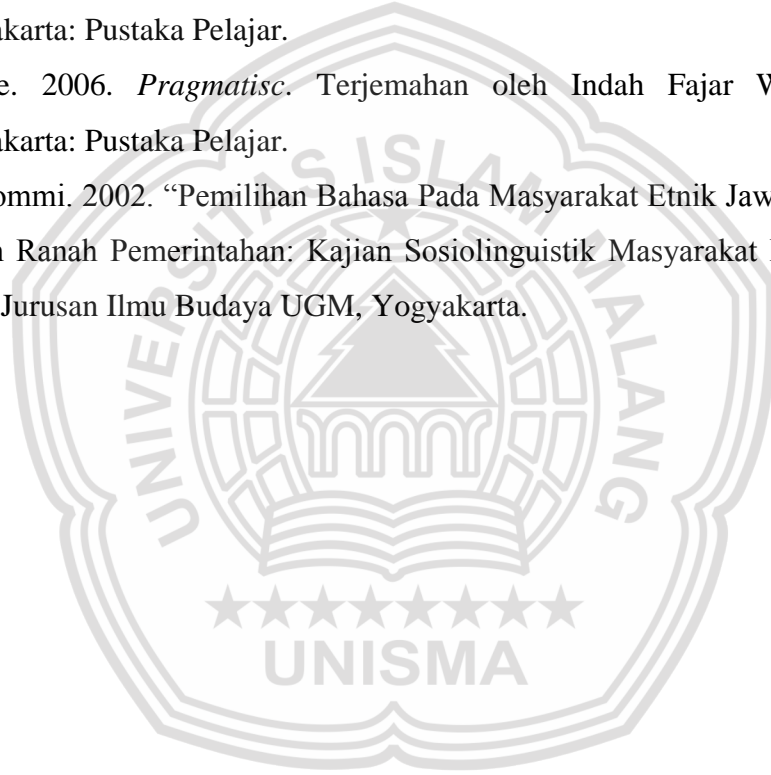 akarta: Pustaka Pelajar.
e. 2006. Pragmatisc. Terjemahan oleh Indah Fajar W
akarta: Pustaka Pelajar.
ommi. 2002. “Pemilihan Bahasa Pada Masyarakat Etnik Jaw
Ranah Pemerintahan: Kajian Sosiolinguistik Masyarakat
Jurusan Ilmu Budaya UGM, Yogyakarta.
UNIVERSITAS ISLAM MALANG
UNISMA